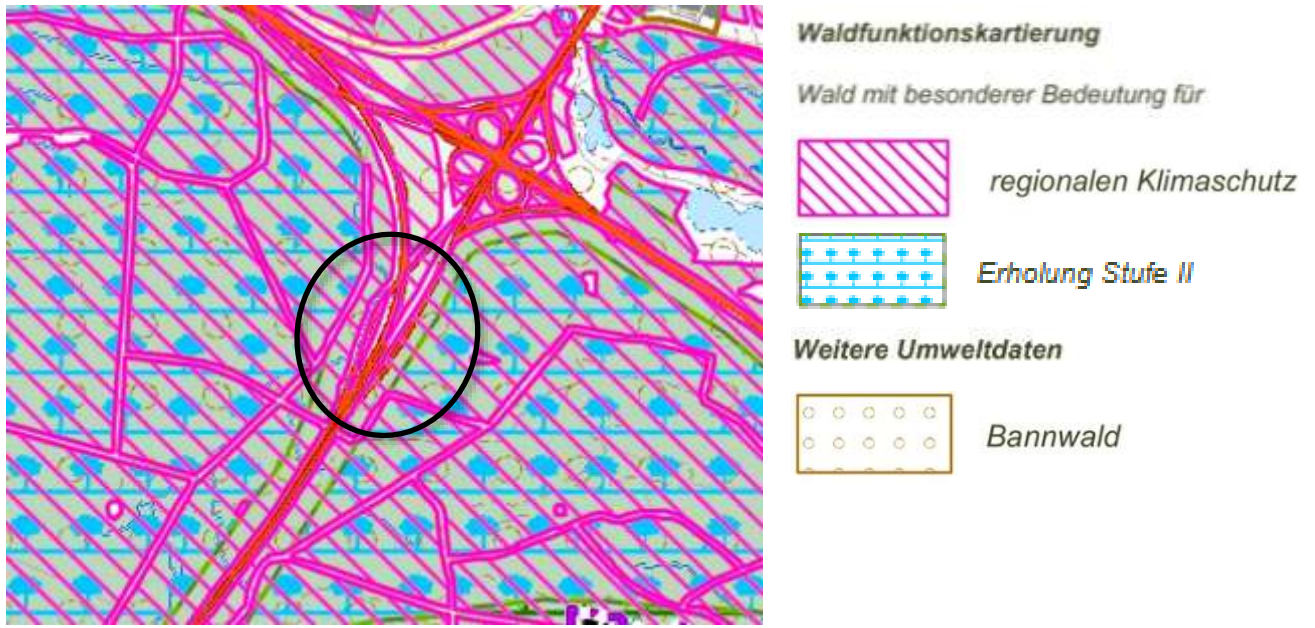 Waldfunktionskartierung
Wald mit besonderer Bedeutung für
regionalen Klimaschutz
Erholung Stufe II
Weitere Umweltdaten
Bannwald